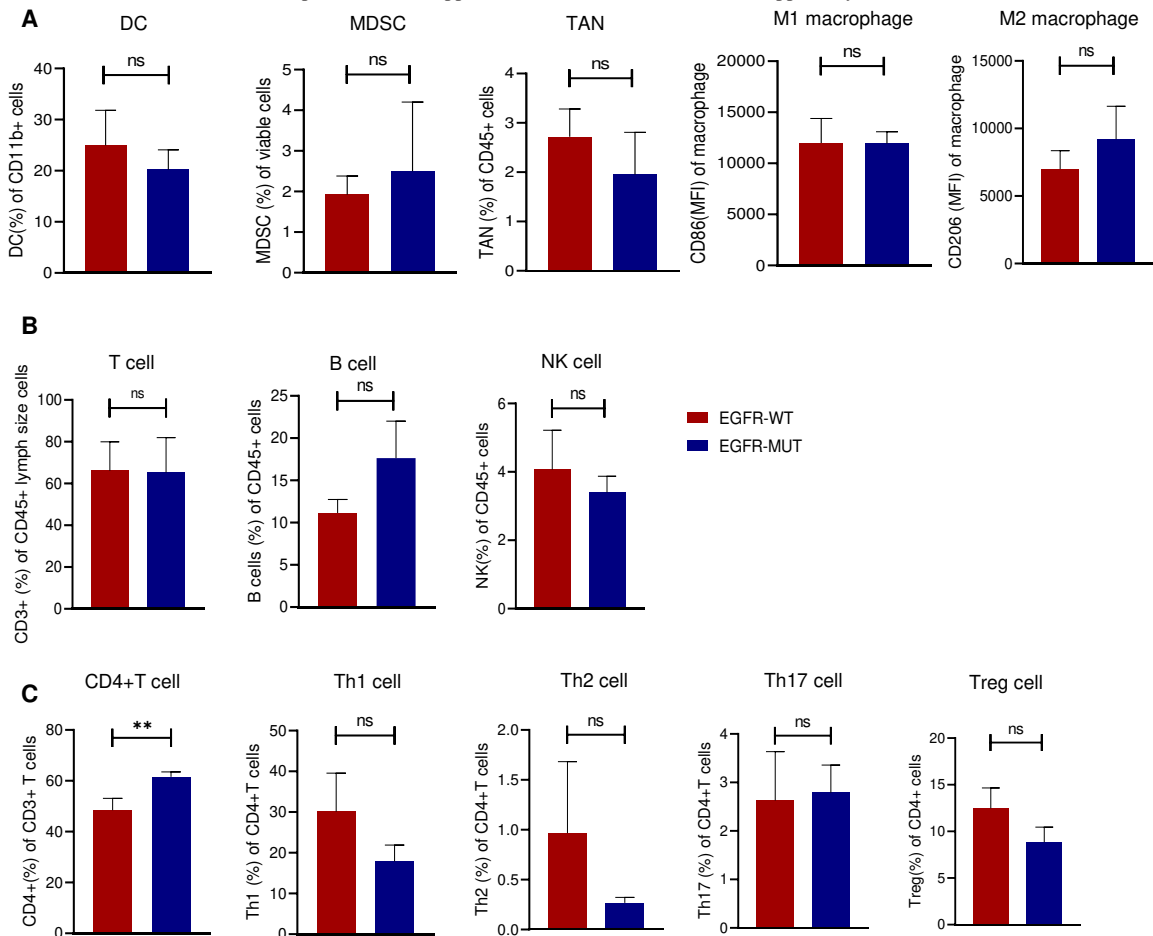 A
DC
MDSC
TAN
M1 macrophage
M2 macrophage
DC(%) of CD11b+ cells
40
30
20
10
0
ns
MDSC (%) of viable cells
5
4
3
2
1
0
ns
TAN (%) of CD45+ cells
4
3
2
1
0
ns
CD86(MFI) of macrophage
20000
15000
10000
5000
0
ns
CD206 (MFI) of macrophage
15000
10000
5000
0
ns
B
T cell
B cell
NK cell
CD3+ (%) of CD45+ lymph size cells
100
80
60
40
20
0
ns
B cells (%) of CD45+ cells
25
20
15
10
5
0
ns
NK(%) of CD45+ cells
6
4
2
0
ns
EGFR-WT
EGFR-MUT
C
CD4+T cell
Th1 cell
Th2 cell
Th17 cell
Treg cell
CD4+(%) of CD3+ T cells
80
60
40
20
0
**
Th1 (%) of CD4+T cells
50
40
30
20
10
0
ns
Th2 (%) of CD4+T cells
2.0
1.5
1.0
0.5
0.0
ns
Th17 (%) of CD4+T cells
4
3
2
1
0
ns
Treg(%) of CD4+ cells
20
15
10
5
0
ns